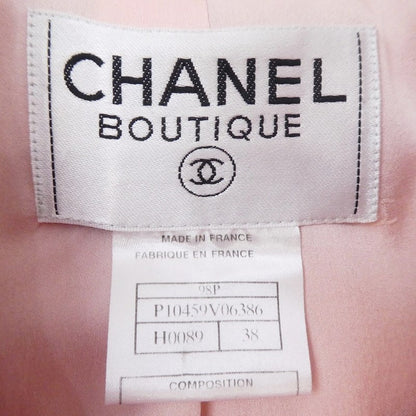 CHANEL
BOUTIQUE
MADE IN FRANCE
FABRIQUE EN FRANCE
98P
P10459V06386
H0089 38
COMPOSITION